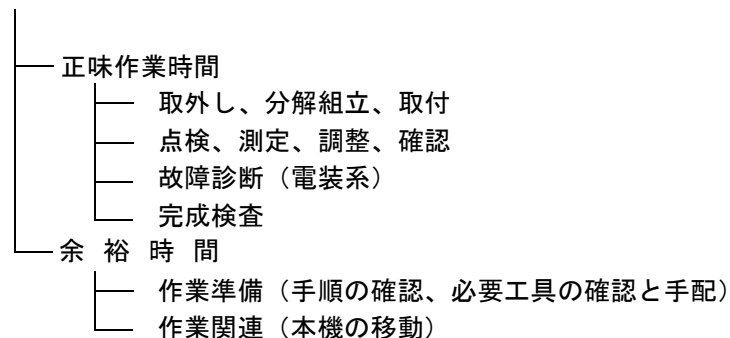 正味作業時間
取外し、分解組立、取付
点検、測定、調整、確認
故障診断（電装系）
完成検査
余 裕 時 間
作業準備（手順の確認、必要工具の確認と手配）
作業関連（本機の移動）